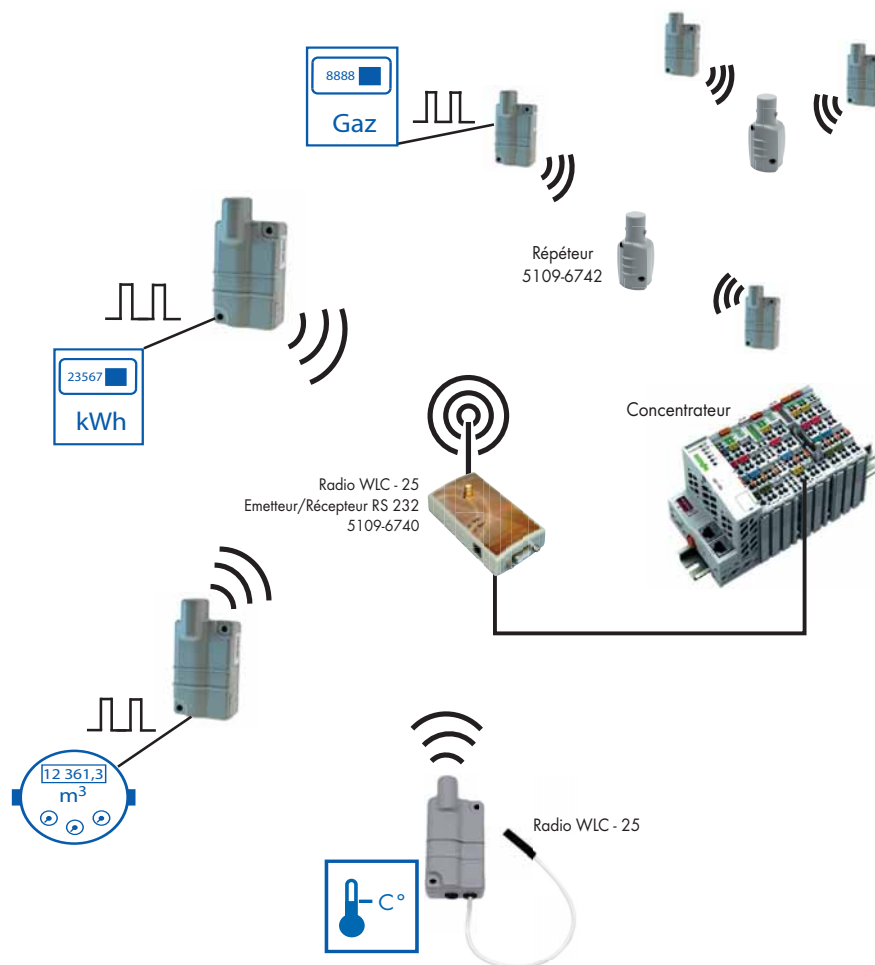 8888
Gaz
Répéteur
5109-6742
23567
kWh
Concentrateur
Radio WLC - 25
Emetteur/Récepteur RS 232
5109-6740
12 361,3
m³
Radio WLC - 25
C°